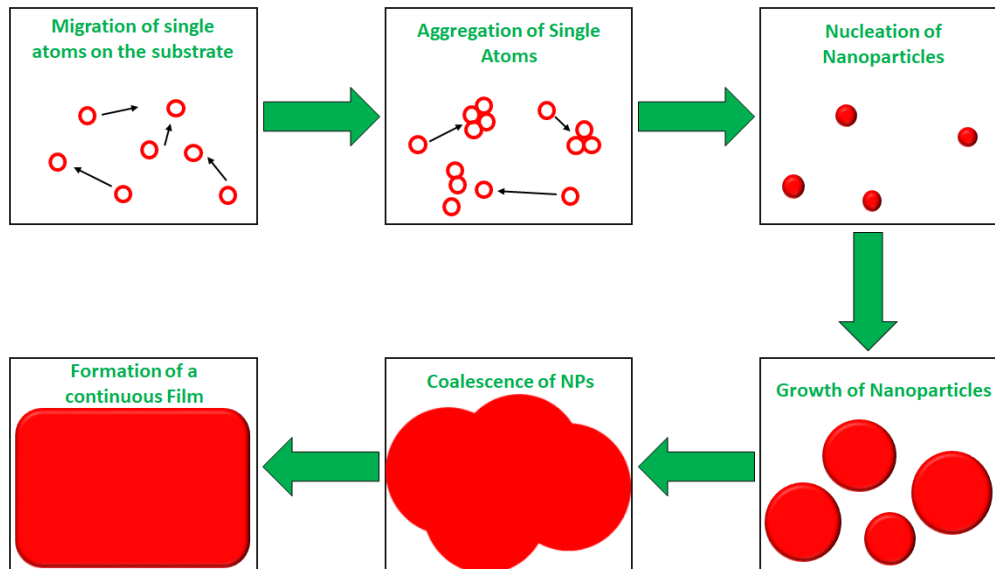 Migration of single
atoms on the substrate
Aggregation of Single
Atoms
Nucleation of
Nanoparticles
Growth of Nanoparticles
Coalescence of NPs
Formation of a
continuous Film